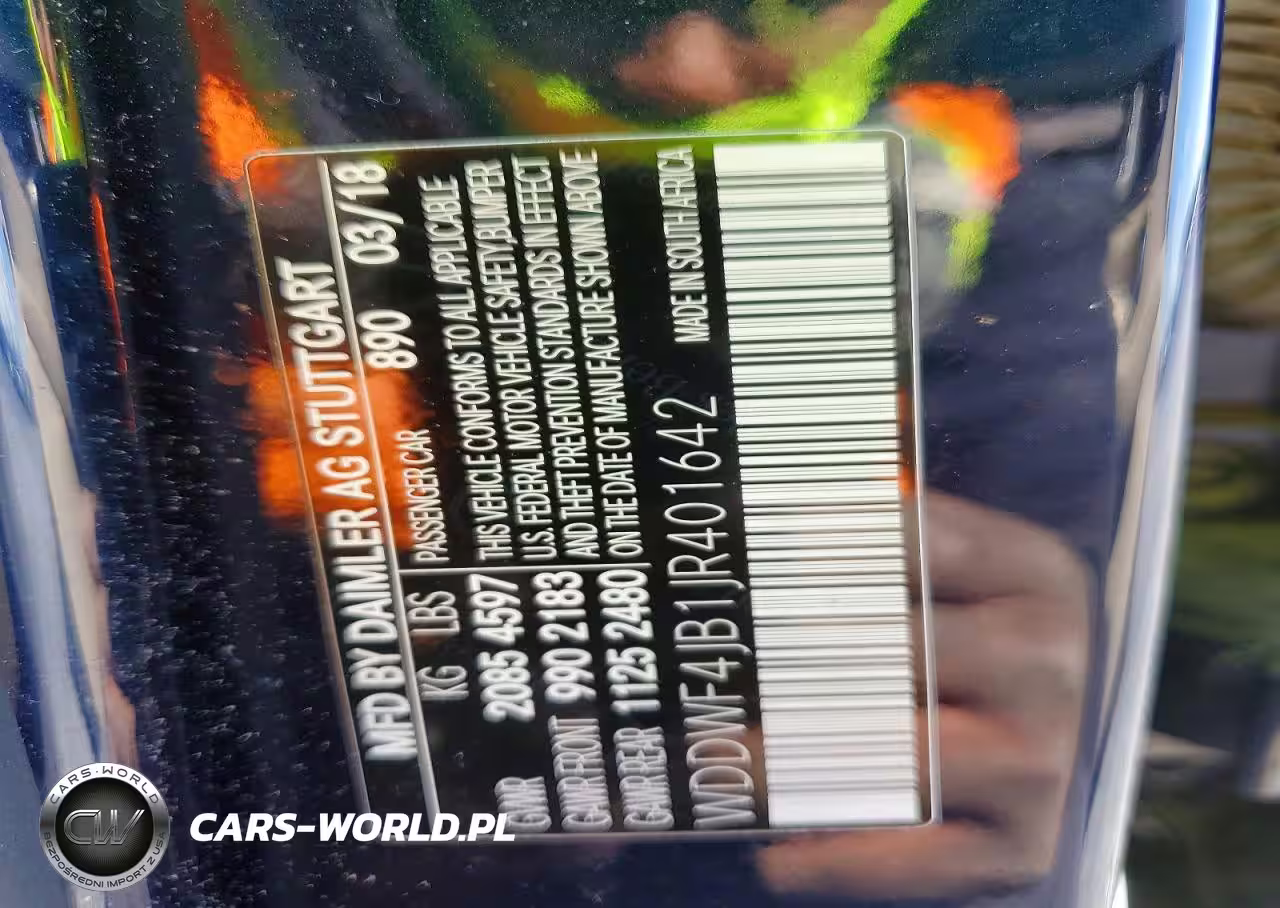 MFD BY DAIMLER AG STUTTGART
KG LBS
PASSENGER CAR 890 03/18
GVWR 2085 4597
GAWR FRONT 990 2183
GAWR REAR 1125 2480
THIS VEHICLE CONFORMS TO ALL APPLICABLE
U.S. FEDERAL MOTOR VEHICLE SAFETY, BUMPER
AND THEFT PREVENTION STANDARDS IN EFFECT
ON THE DATE OF MANUFACTURE SHOWN ABOVE
WDDWF4JB1JR401642
MADE IN SOUTH AFRICA
CARS-WORLD
CW
BEZPOŚREDNI IMPORT Z USA
CARS-WORLD.PL